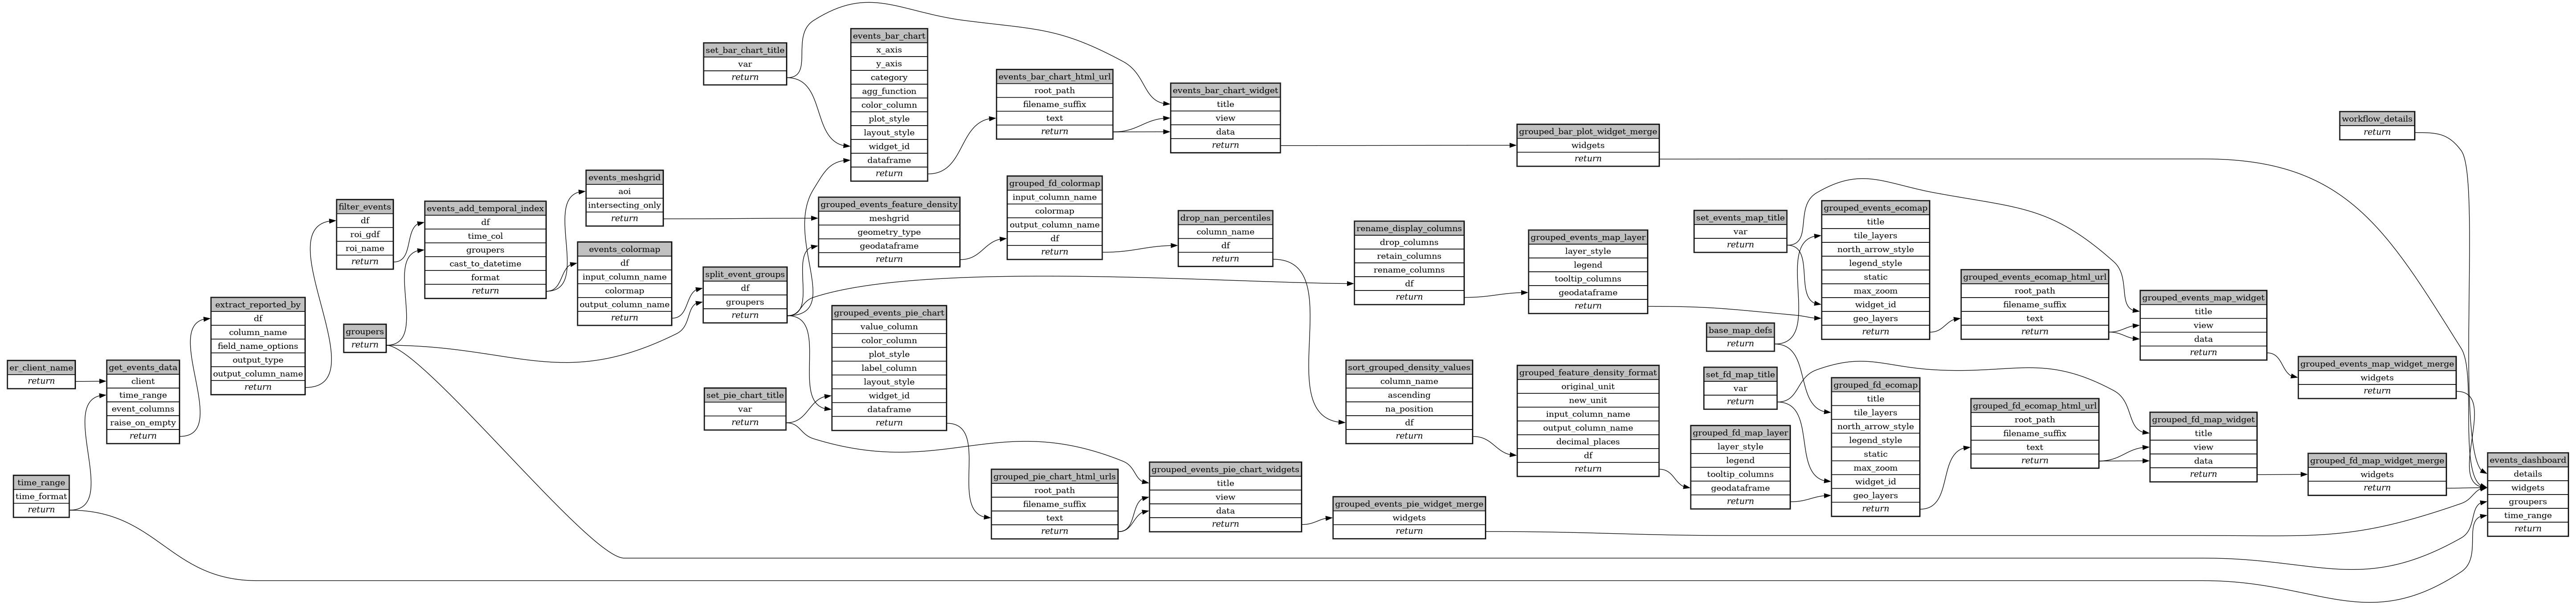 er_client_name
return
time_range
time_format
return
get_events_data
client
time_range
event_columns
raise_on_empty
return
extract_reported_by
df
column_name
field_name_options
output_type
output_column_name
return
filter_events
df
roi_gdf
roi_name
return
groupers
return
events_add_temporal_index
df
time_col
groupers
cast_to_datetime
format
return
events_meshgrid
aoi
intersecting_only
return
events_colormap
df
input_column_name
colormap
output_column_name
return
set_bar_chart_title
var
return
split_event_groups
df
groupers
return
set_pie_chart_title
var
return
events_bar_chart
x_axis
y_axis
category
agg_function
color_column
plot_style
layout_style
widget_id
dataframe
return
grouped_events_feature_density
meshgrid
geometry_type
geodataframe
return
grouped_events_pie_chart
value_column
color_column
plot_style
label_column
layout_style
widget_id
dataframe
return
events_bar_chart_html_url
root_path
filename_suffix
text
return
grouped_fd_colormap
input_column_name
colormap
output_column_name
df
return
grouped_pie_chart_html_urls
root_path
filename_suffix
text
return
events_bar_chart_widget
title
view
data
return
drop_nan_percentiles
column_name
df
return
grouped_events_pie_chart_widgets
title
view
data
return
rename_display_columns
drop_columns
retain_columns
rename_columns
df
return
sort_grouped_density_values
column_name
ascending
na_position
df
return
grouped_events_pie_widget_merge
widgets
return
grouped_bar_plot_widget_merge
widgets
return
grouped_events_map_layer
layer_style
legend
tooltip_columns
geodataframe
return
grouped_feature_density_format
original_unit
new_unit
input_column_name
output_column_name
decimal_places
df
return
set_events_map_title
var
return
base_map_defs
return
set_fd_map_title
var
return
grouped_fd_map_layer
layer_style
legend
tooltip_columns
geodataframe
return
grouped_events_ecomap
title
tile_layers
north_arrow_style
legend_style
static
max_zoom
widget_id
geo_layers
return
grouped_fd_ecomap
title
tile_layers
north_arrow_style
legend_style
static
max_zoom
widget_id
geo_layers
return
grouped_events_ecomap_html_url
root_path
filename_suffix
text
return
grouped_fd_ecomap_html_url
root_path
filename_suffix
text
return
grouped_events_map_widget
title
view
data
return
grouped_fd_map_widget
title
view
data
return
workflow_details
return
grouped_events_map_widget_merge
widgets
return
grouped_fd_map_widget_merge
widgets
return
events_dashboard
details
widgets
groupers
time_range
return